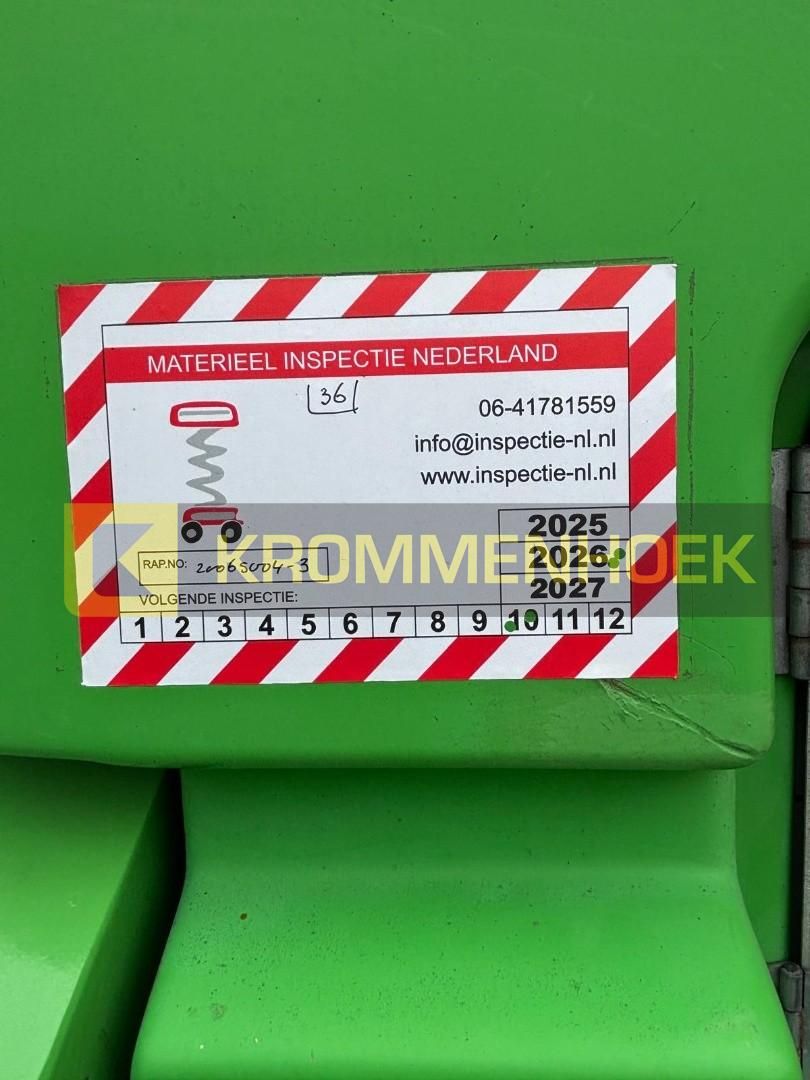 MATERIEEL INSPECTIE NEDERLAND
36
06-41781559
info@inspectie-nl.nl
www.inspectie-nl.nl
2025
2026
2027
KROMMENHOEK
RAP.NO: 20065004-3
VOLGENDE INSPECTIE:
1 2 3 4 5 6 7 8 9 10 11 12